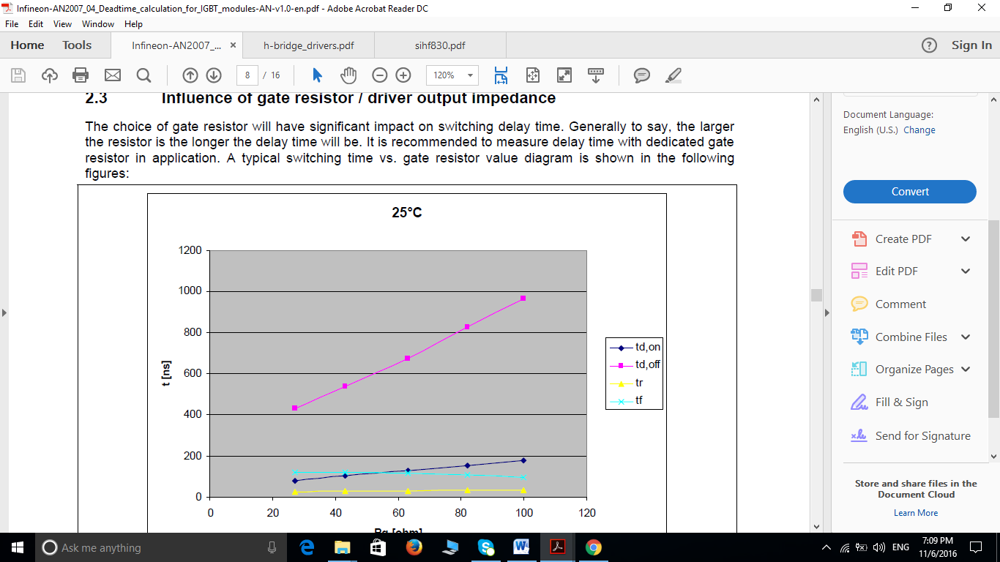 Infineon-AN2007_04_Deadtime_calculation_for_IGBT_modules-AN-v1.0-en.pdf - Adobe Acrobat Reader DC
File Edit View Window Help
Home Tools Infineon-AN2007_... × h-bridge_drivers.pdf sihf830.pdf ? Sign In
8 / 16 120%
2.3 Influence of gate resistor / driver output impedance
The choice of gate resistor will have significant impact on switching delay time. Generally to say, the larger
the resistor is the longer the delay time will be. It is recommended to measure delay time with dedicated gate
resistor in application. A typical switching time vs. gate resistor value diagram is shown in the following
figures:
25°C
1200
1000
800
600
400
200
0
t [ns]
0 20 40 60 80 100 120
Rg [ohm]
td,on
td,off
tr
tf
Document Language:
English (U.S.) Change
Convert
Create PDF
Edit PDF
Comment
Combine Files
Organize Pages
Fill & Sign
Send for Signature
Store and share files in the
Document Cloud
Learn More
Ask me anything
ENG
7:09 PM
11/6/2016